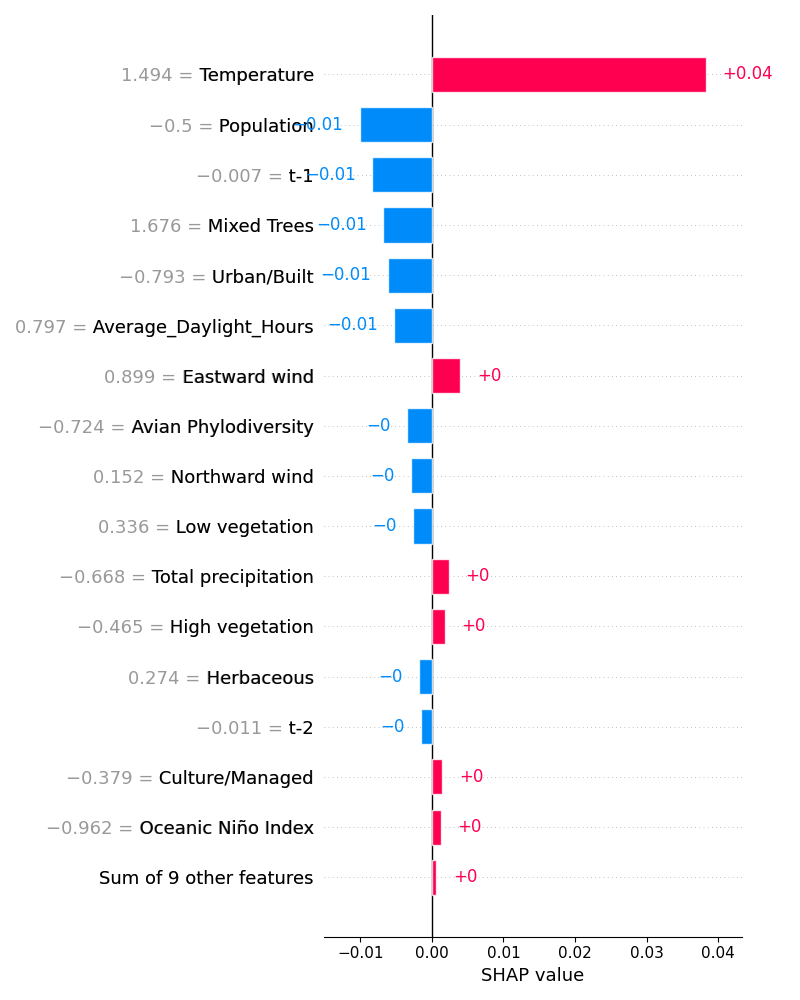 1.494 = Temperature +0.04
−0.5 = Population −0.01
−0.007 = t-1 −0.01
1.676 = Mixed Trees −0.01
−0.793 = Urban/Built −0.01
0.797 = Average_Daylight_Hours −0.01
0.899 = Eastward wind +0
−0.724 = Avian Phylodiversity −0
0.152 = Northward wind −0
0.336 = Low vegetation −0
−0.668 = Total precipitation +0
−0.465 = High vegetation +0
0.274 = Herbaceous −0
−0.011 = t-2 −0
−0.379 = Culture/Managed +0
−0.962 = Oceanic Niño Index +0
Sum of 9 other features +0
−0.01 0.00 0.01 0.02 0.03 0.04
SHAP value